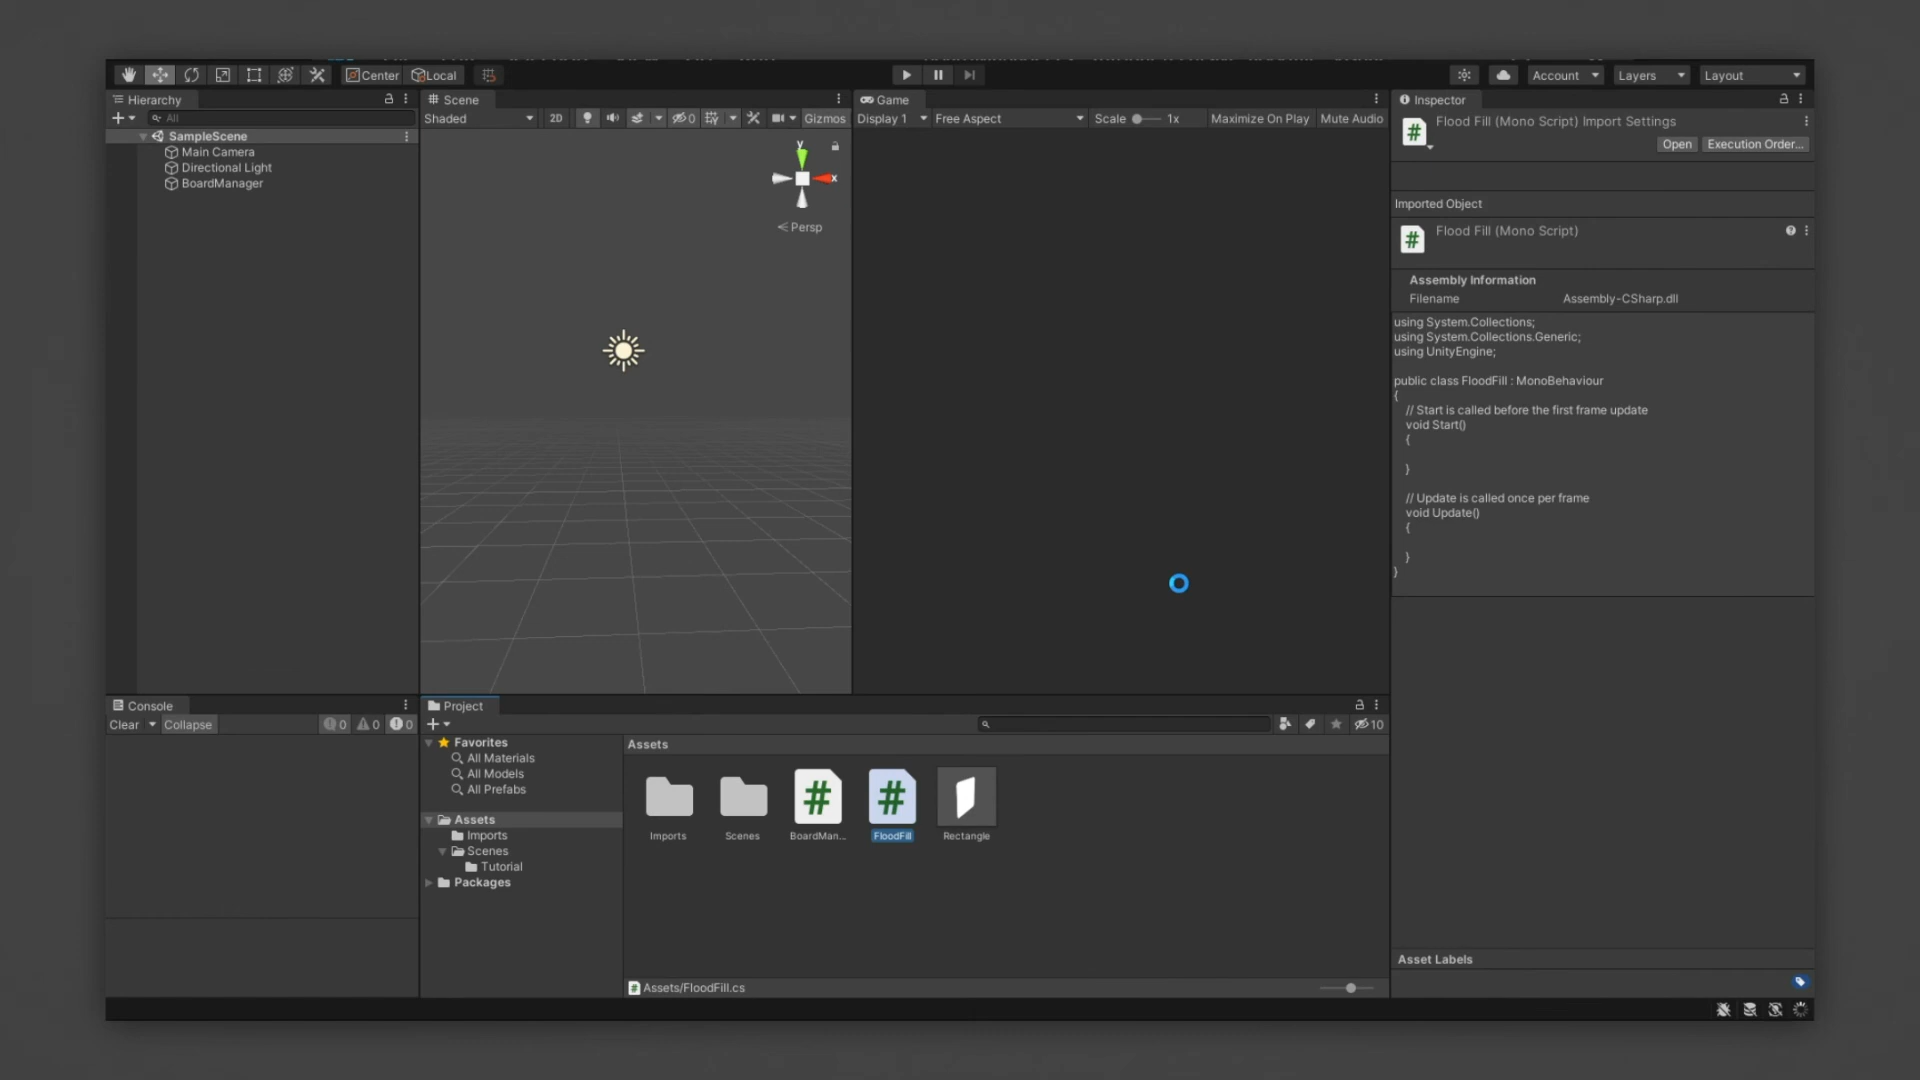 Center
Local
Account
Layers
Layout
Hierarchy
All
SampleScene
Main Camera
Directional Light
BoardManager
Scene
Shaded
2D
0
Gizmos
y
x
Persp
Game
Display 1
Free Aspect
Scale
1x
Maximize On Play
Mute Audio
Inspector
Flood Fill (Mono Script) Import Settings
Open
Execution Order...
Imported Object
Flood Fill (Mono Script)
Assembly Information
Filename
Assembly-CSharp.dll
using System.Collections;
using System.Collections.Generic;
using UnityEngine;
public class FloodFill : MonoBehaviour
{
// Start is called before the first frame update
void Start()
{
}
// Update is called once per frame
void Update()
{
}
}
Console
Clear
Collapse
0
0
0
Project
10
Favorites
All Materials
All Models
All Prefabs
Assets
Imports
Scenes
Tutorial
Packages
Assets
Imports
Scenes
BoardMan...
FloodFill
Rectangle
Assets/FloodFill.cs
Asset Labels